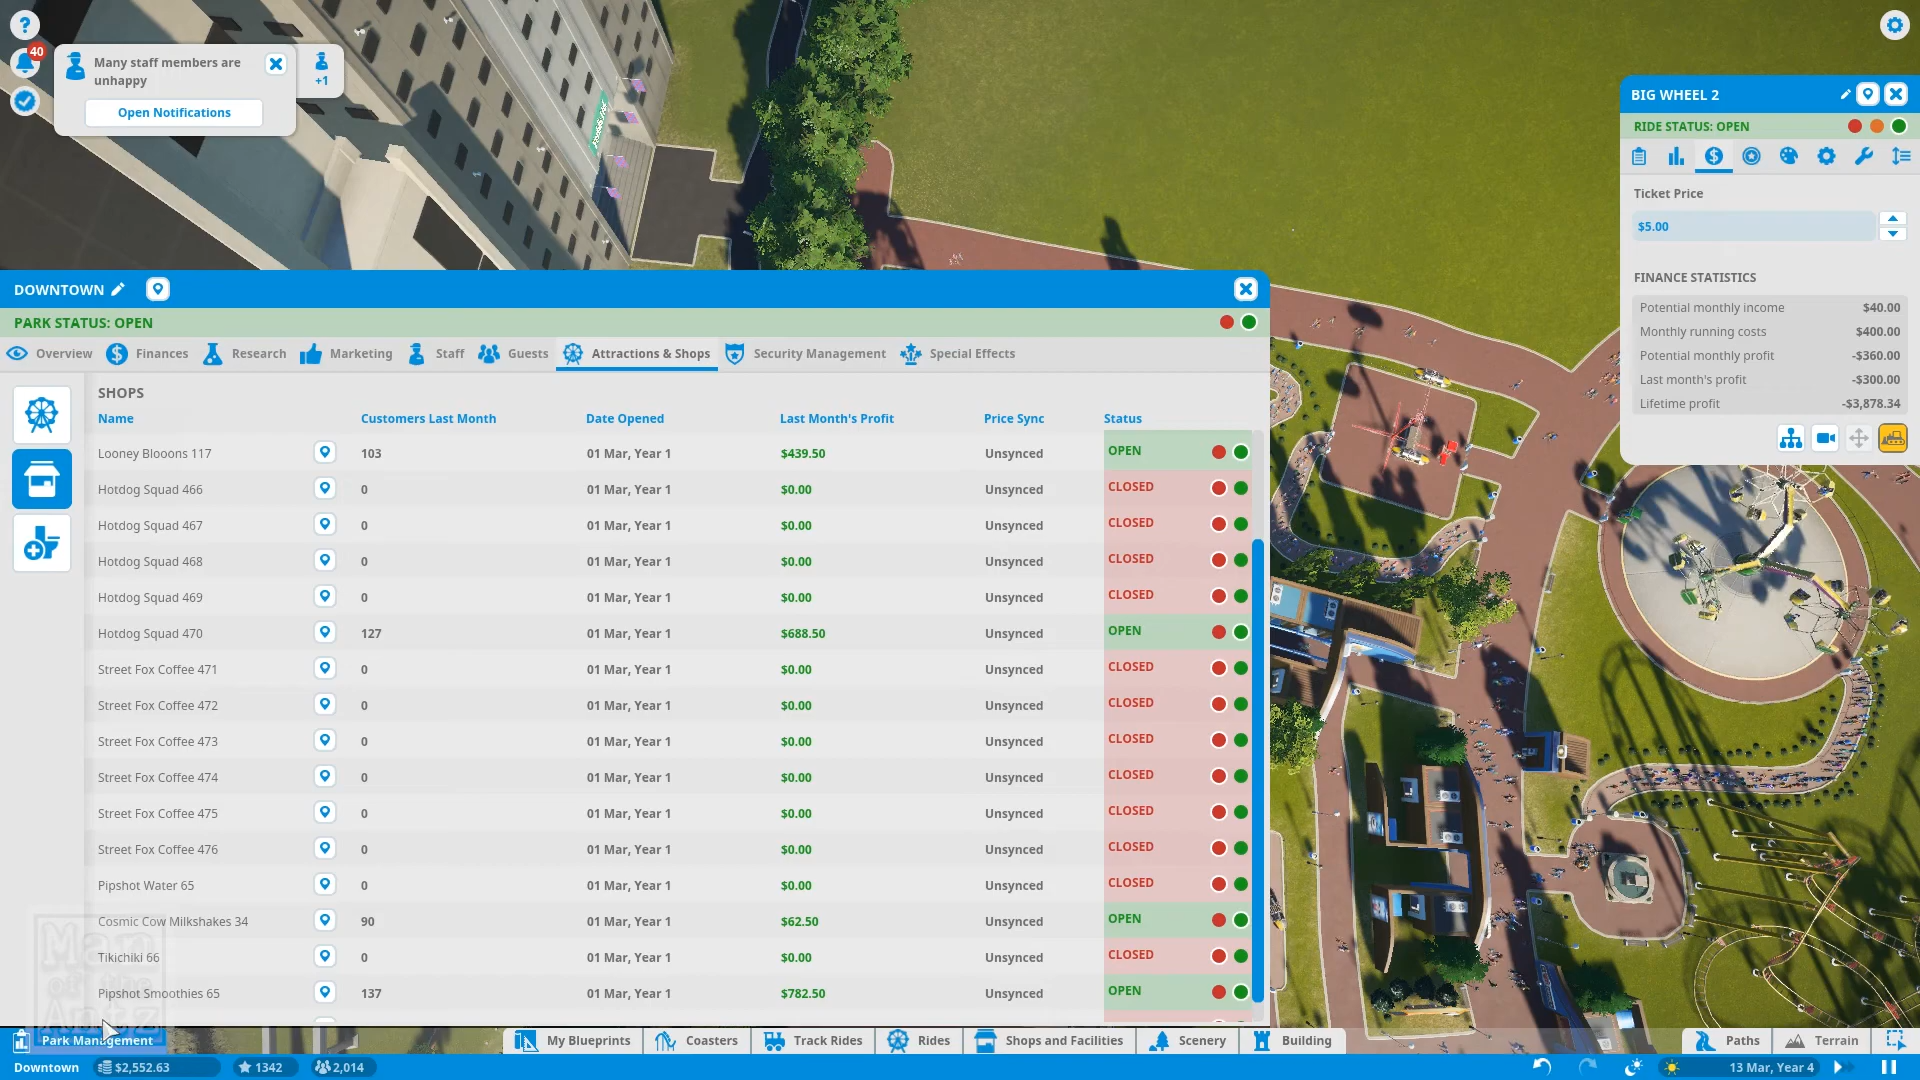 40
Many staff members are
unhappy
+1
Open Notifications
BIG WHEEL 2
RIDE STATUS: OPEN
Ticket Price
$5.00
FINANCE STATISTICS
Potential monthly income $40.00
Monthly running costs $400.00
Potential monthly profit -$360.00
Last month's profit -$300.00
Lifetime profit -$3,878.34
DOWNTOWN
PARK STATUS: OPEN
Overview Finances Research Marketing Staff Guests Attractions & Shops Security Management Special Effects
SHOPS
Name Customers Last Month Date Opened Last Month's Profit Price Sync Status
Looney Blooons 117 103 01 Mar, Year 1 $439.50 Unsynced OPEN
Hotdog Squad 466 0 01 Mar, Year 1 $0.00 Unsynced CLOSED
Hotdog Squad 467 0 01 Mar, Year 1 $0.00 Unsynced CLOSED
Hotdog Squad 468 0 01 Mar, Year 1 $0.00 Unsynced CLOSED
Hotdog Squad 469 0 01 Mar, Year 1 $0.00 Unsynced CLOSED
Hotdog Squad 470 127 01 Mar, Year 1 $688.50 Unsynced OPEN
Street Fox Coffee 471 0 01 Mar, Year 1 $0.00 Unsynced CLOSED
Street Fox Coffee 472 0 01 Mar, Year 1 $0.00 Unsynced CLOSED
Street Fox Coffee 473 0 01 Mar, Year 1 $0.00 Unsynced CLOSED
Street Fox Coffee 474 0 01 Mar, Year 1 $0.00 Unsynced CLOSED
Street Fox Coffee 475 0 01 Mar, Year 1 $0.00 Unsynced CLOSED
Street Fox Coffee 476 0 01 Mar, Year 1 $0.00 Unsynced CLOSED
Pipshot Water 65 0 01 Mar, Year 1 $0.00 Unsynced CLOSED
Cosmic Cow Milkshakes 34 90 01 Mar, Year 1 $62.50 Unsynced OPEN
Tikichiki 66 0 01 Mar, Year 1 $0.00 Unsynced CLOSED
Pipshot Smoothies 65 137 01 Mar, Year 1 $782.50 Unsynced OPEN
Man
of the
Antz
Park Management My Blueprints Coasters Track Rides Rides Shops and Facilities Scenery Building Paths Terrain
Downtown $2,552.63 1342 2,014 13 Mar, Year 4